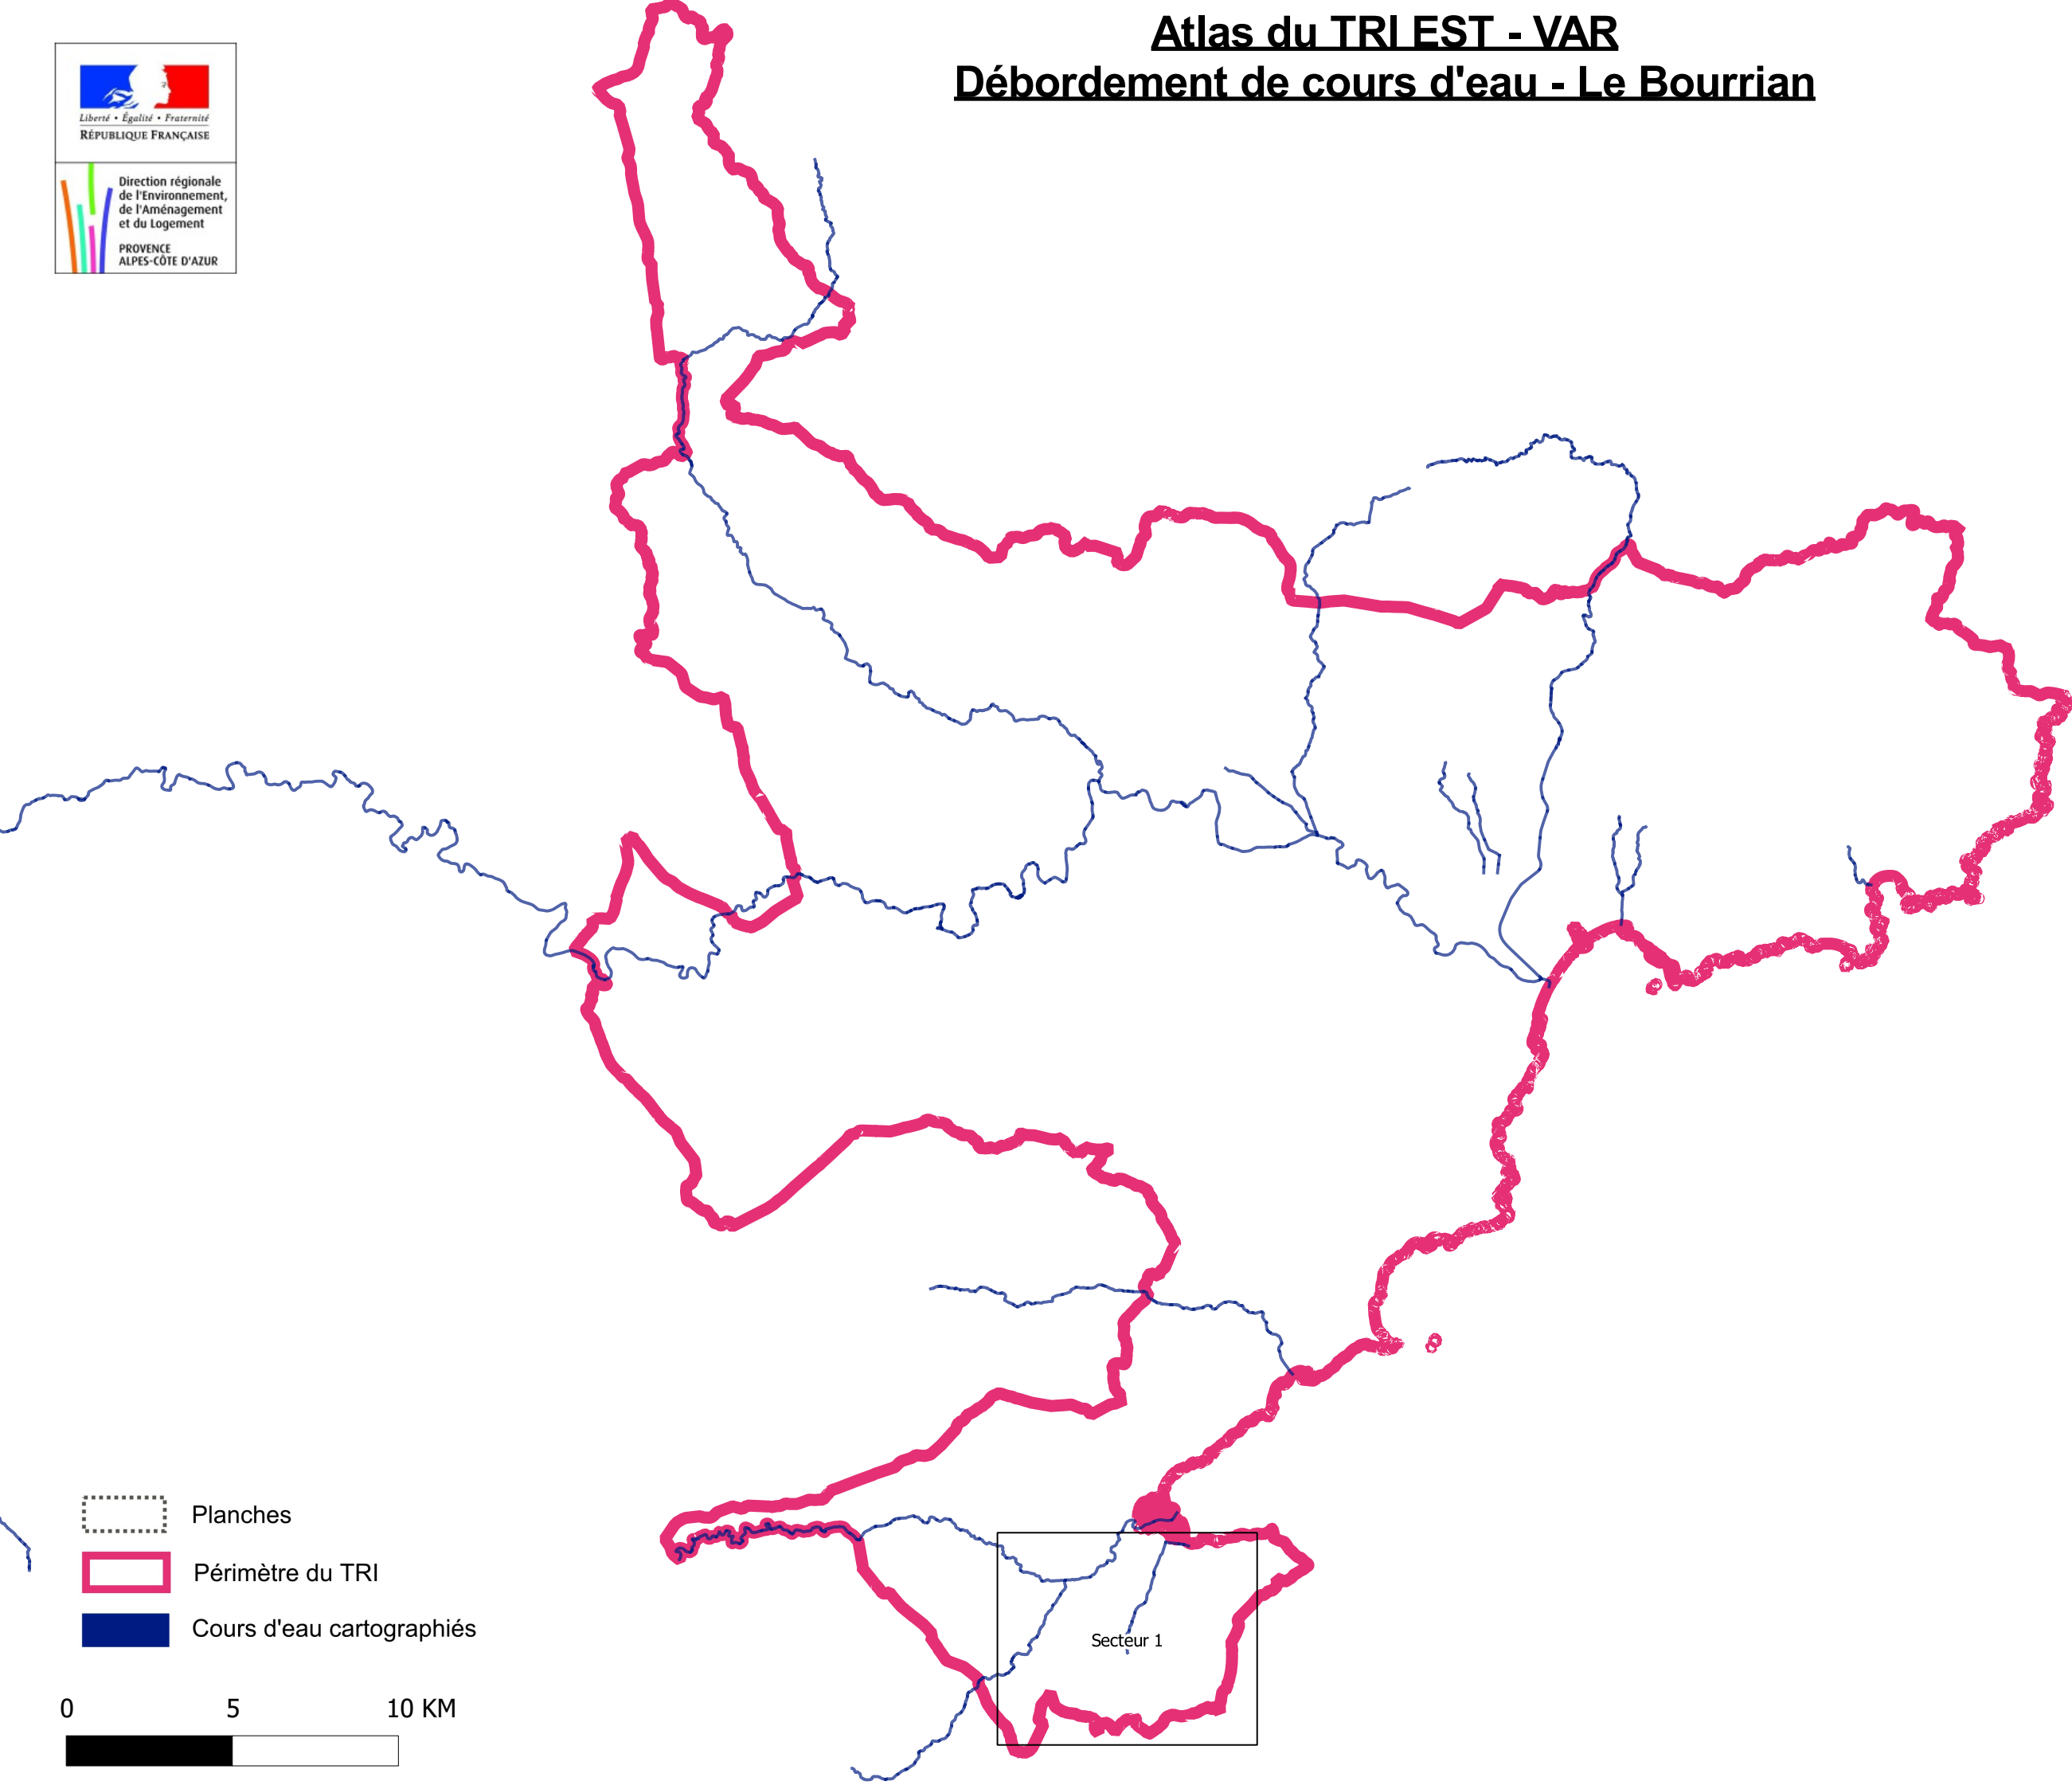 Atlas du TRI EST - VAR
Débordement de cours d'eau - Le Bourrian
Liberté • Égalité • Fraternité
RÉPUBLIQUE FRANÇAISE
Direction régionale
de l'Environnement,
de l'Aménagement
et du Logement
PROVENCE
ALPES-CÔTE D'AZUR
Planches
Périmètre du TRI
Cours d'eau cartographiés
Secteur 1
0 5 10 KM